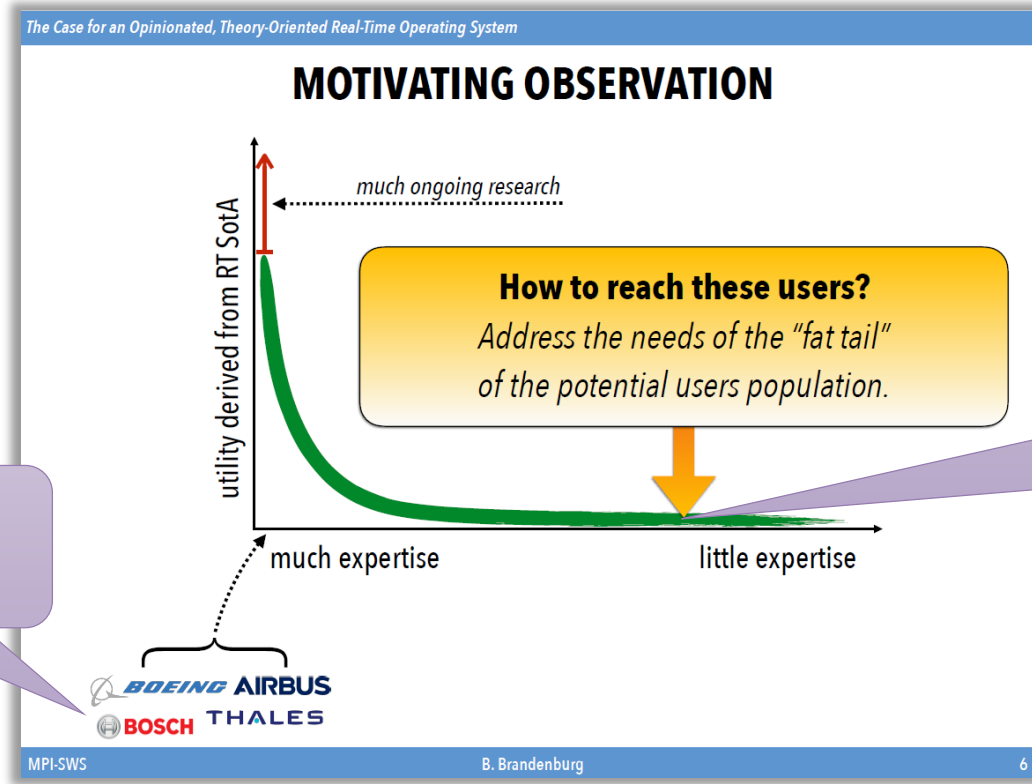 The Case for an Opinionated, Theory-Oriented Real-Time Operating System
MOTIVATING OBSERVATION
much ongoing research
utility derived from RT SotA
How to reach these users?
Address the needs of the “fat tail”
of the potential users population.
much expertise
little expertise
BOEING AIRBUS
BOSCH THALES
MPI-SWS B. Brandenburg 6